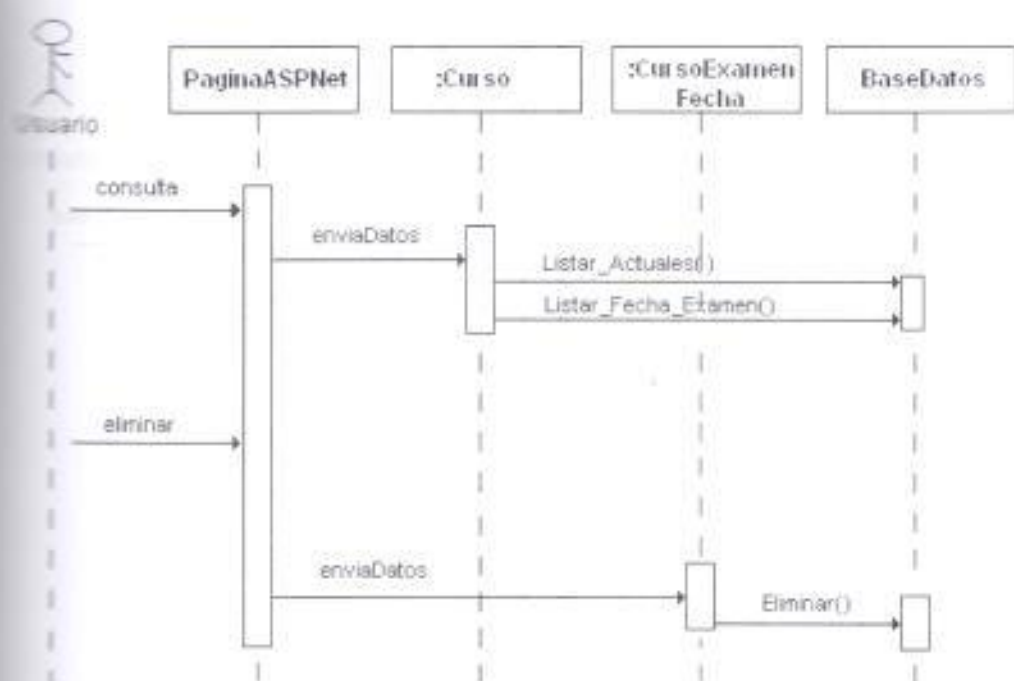 PaginaASPNet
:Curso
:CursoExamen
Fecha
BaseDatos
Usuario
consulta
enviaDatos
Listar_Actuales()
Listar_Fecha_Examen()
eliminar
enviaDatos
Eliminar()